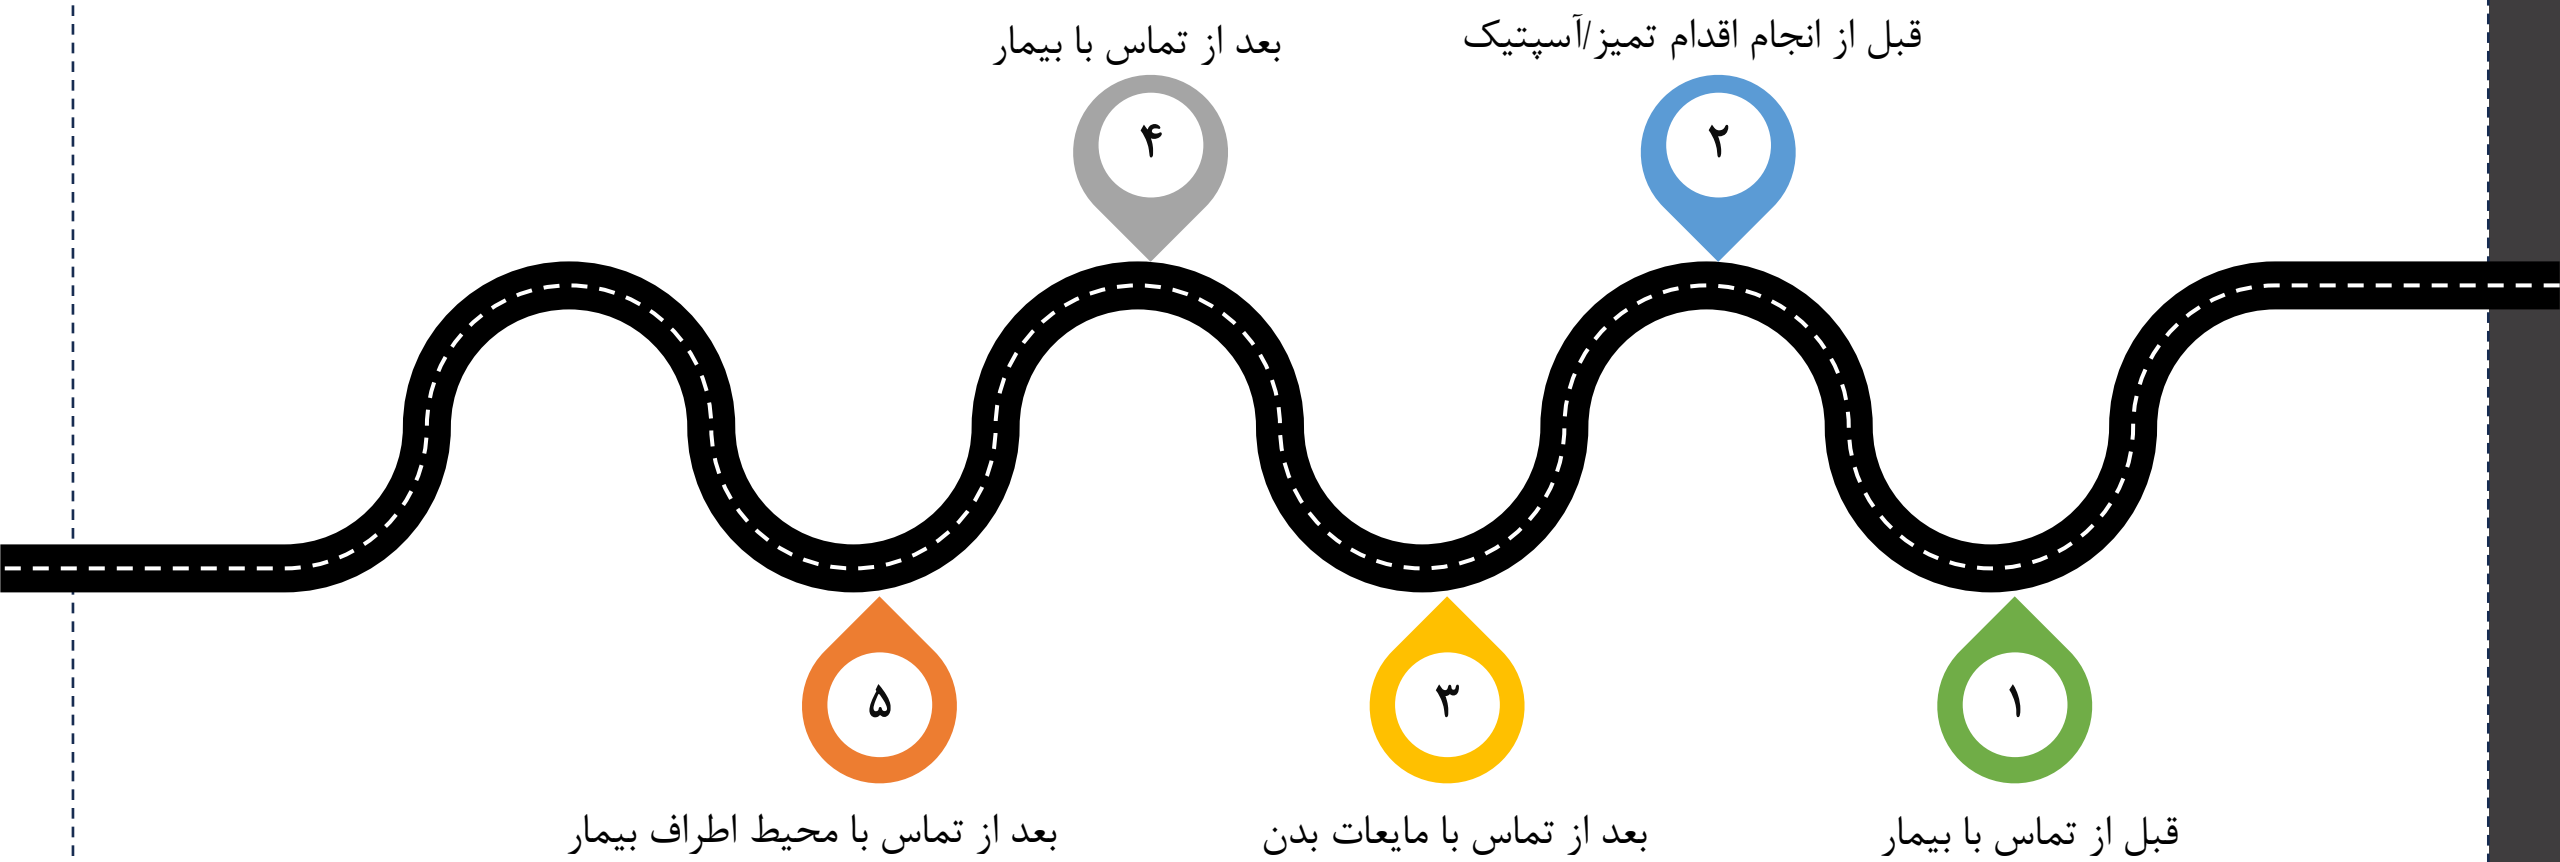 ۱
قبل از تماس با بیمار
۲
قبل از انجام اقدام تمیز/آسپتیک
۳
بعد از تماس با مایعات بدن
۴
بعد از تماس با بیمار
۵
بعد از تماس با محیط اطراف بیمار